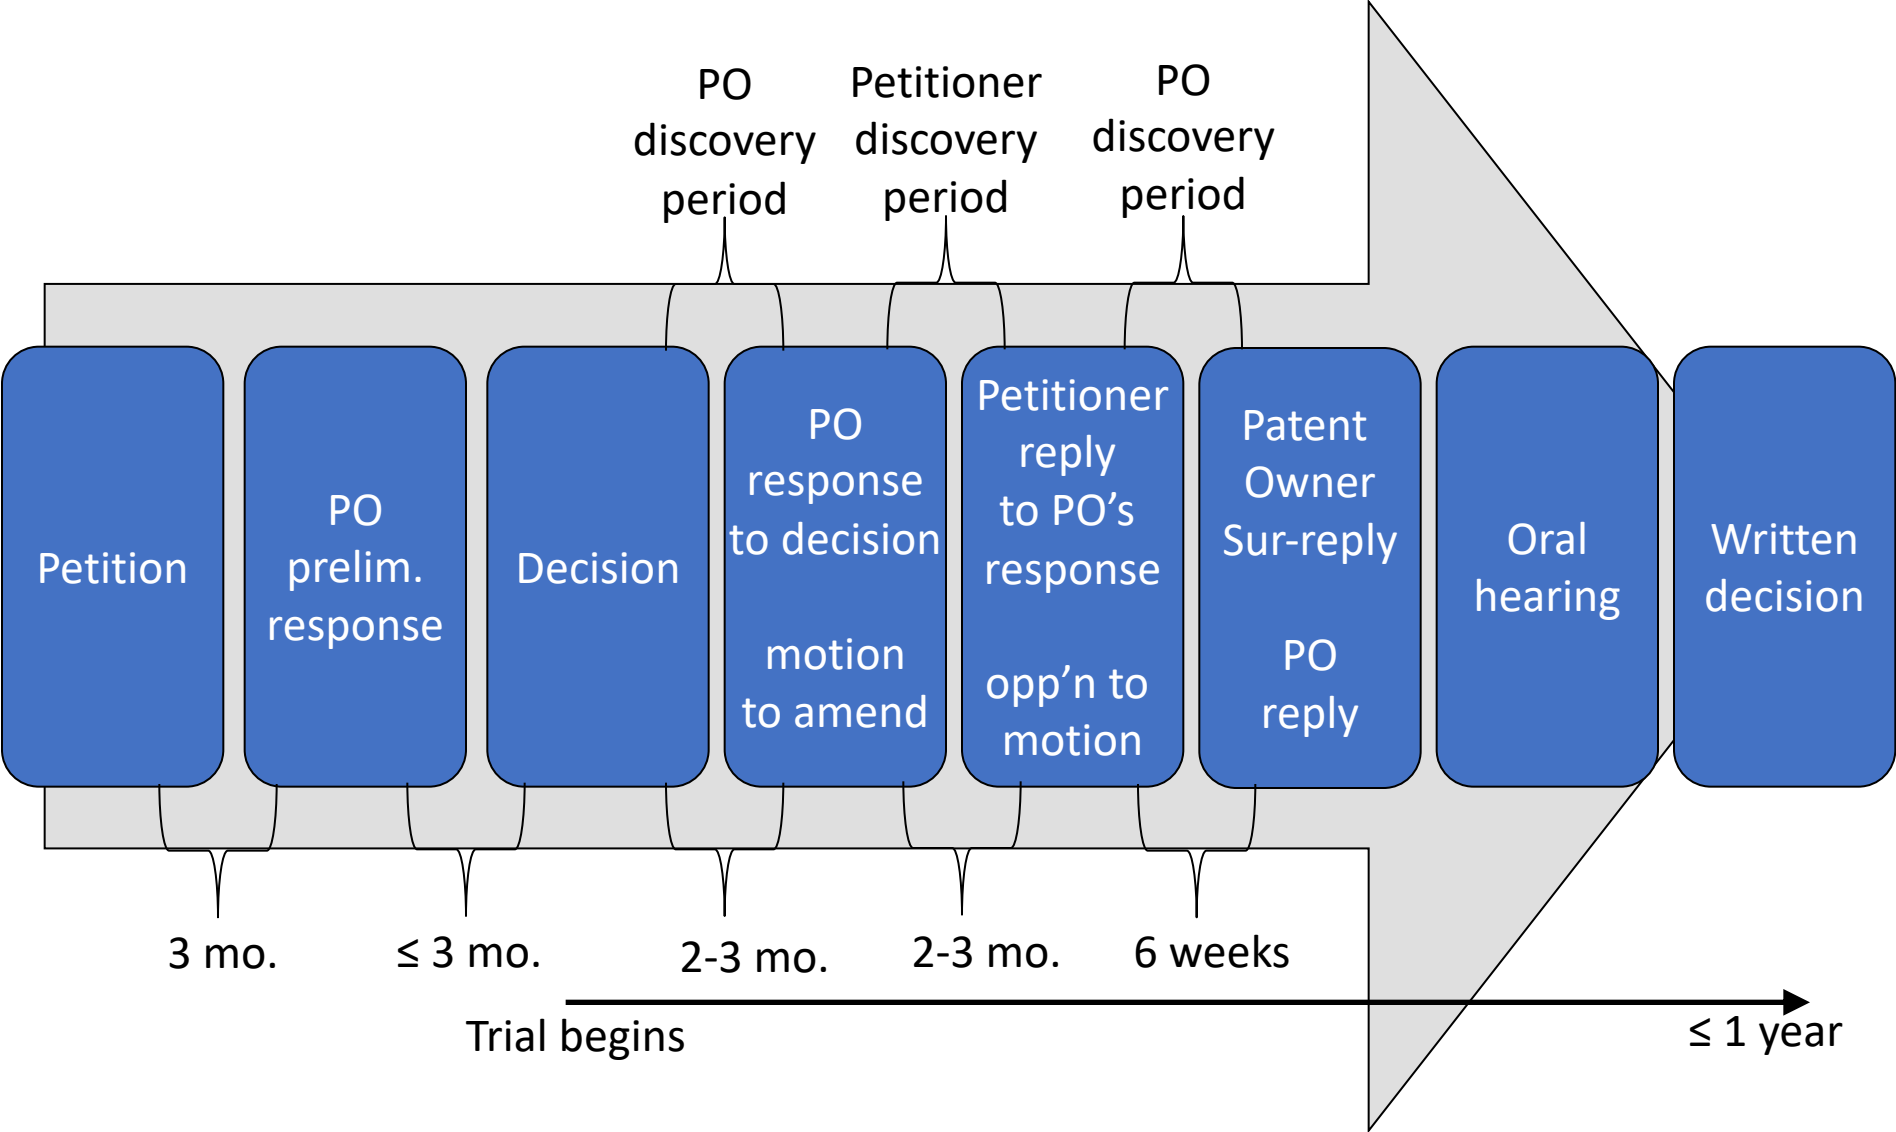 PO
discovery
period
Petitioner
discovery
period
PO
discovery
period
Petition
PO
prelim.
response
Decision
PO
response
to decision
motion
to amend
Petitioner
reply
to PO’s
response
opp’n to
motion
Patent
Owner
Sur-reply
PO
reply
Oral
hearing
Written
decision
3 mo.
≤ 3 mo.
2-3 mo.
2-3 mo.
6 weeks
Trial begins
≤ 1 year